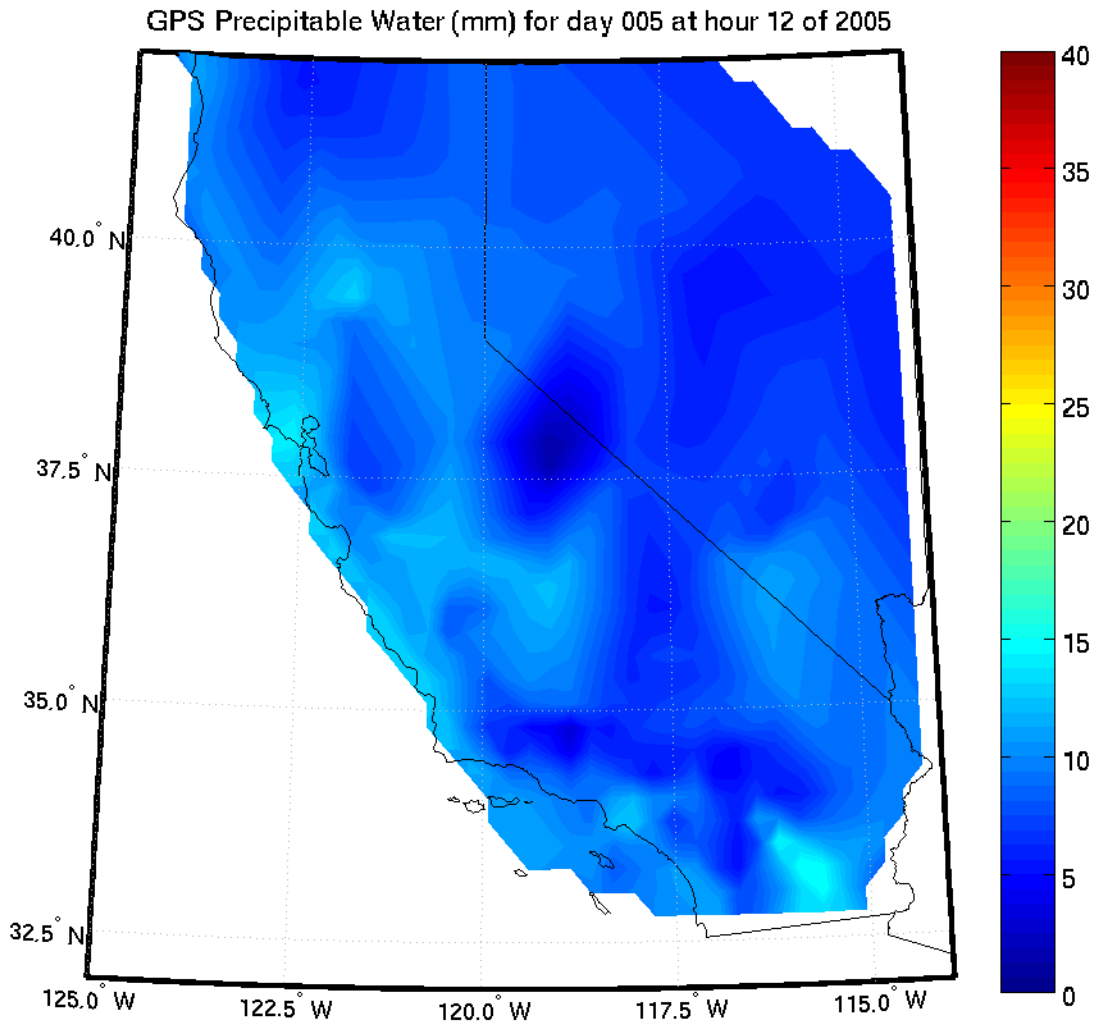 GPS Precipitable Water (mm) for day 005 at hour 12 of 2005
40
35
30
25
20
15
10
5
0
40.0° N
37.5° N
35.0° N
32.5° N
125.0° W
122.5° W
120.0° W
117.5° W
115.0° W